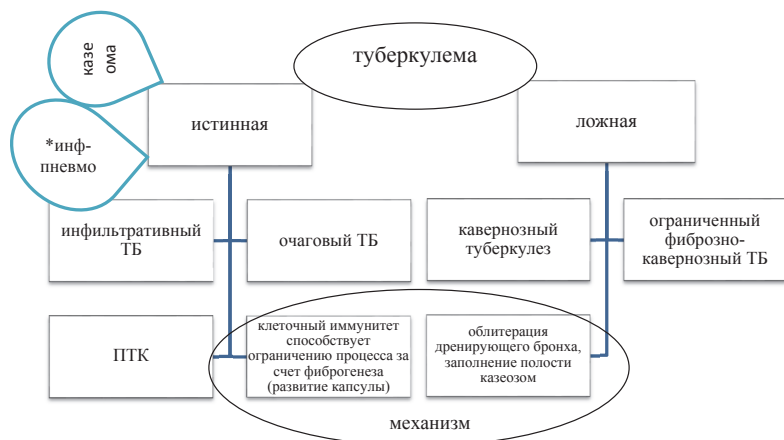 туберкулема
казе
ома
истинная
ложная
*инф-
пневмо
инфильтративный
ТБ
очаговый ТБ
кавернозный
туберкулез
ограниченный
фиброзно-
кавернозный ТБ
ПТК
клеточный иммунитет
способствует
ограничению процесса за
счет фиброгенеза
(развитие капсулы)
облитерация
дренирующего бронха,
заполнение полости
казеозом
механизм